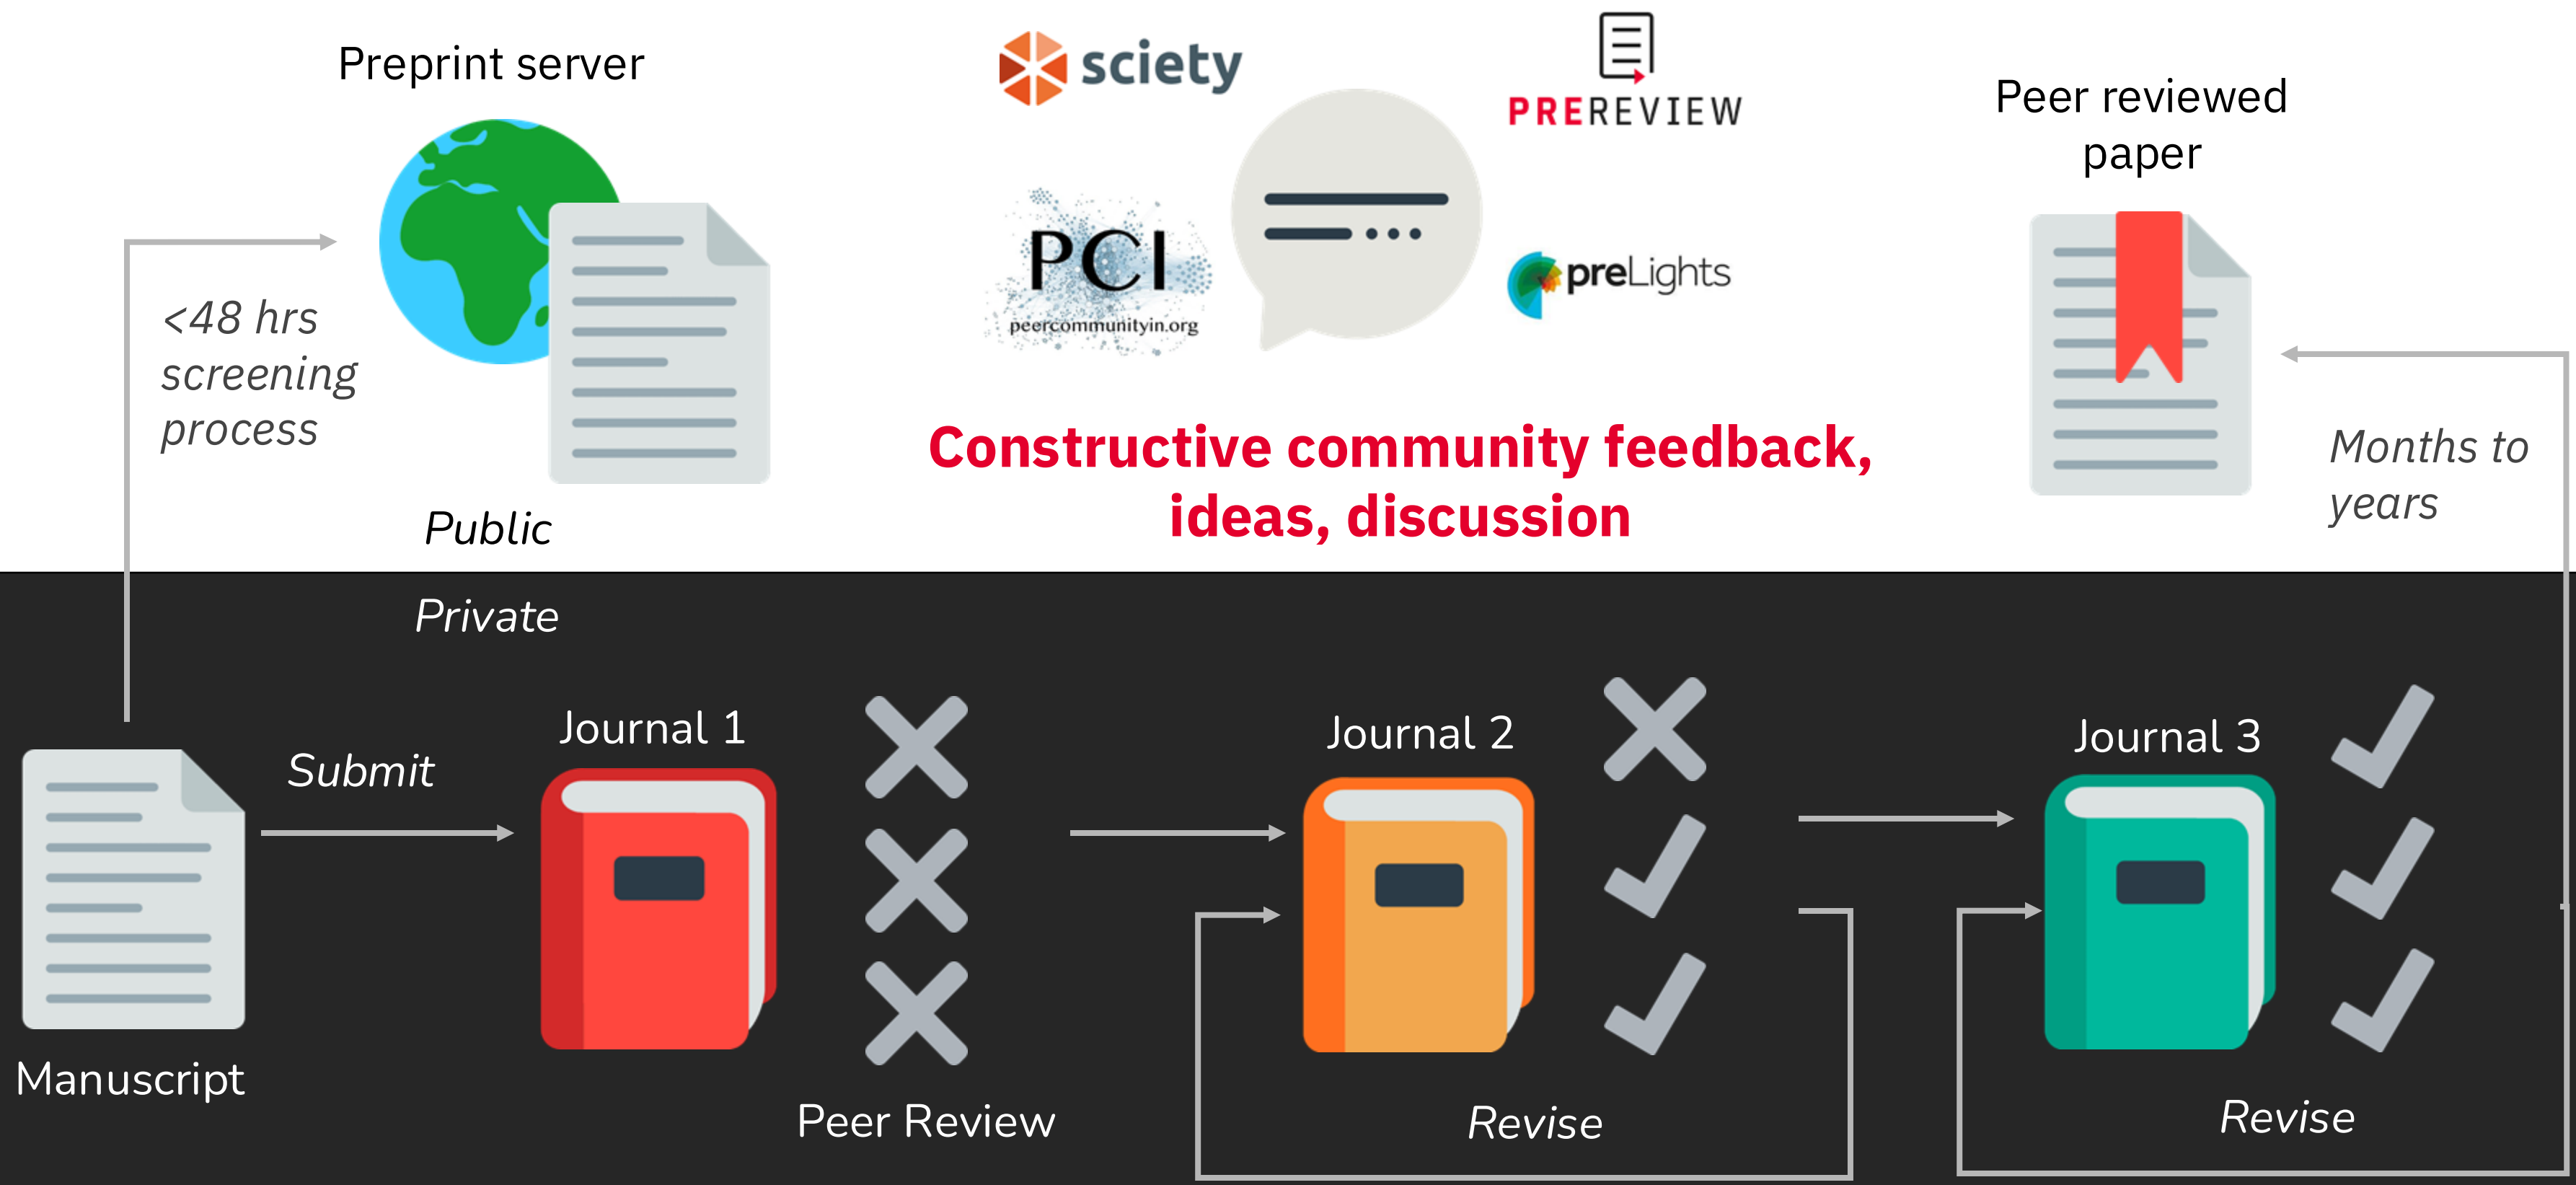 Preprint server
sciety
PREREVIEW
Peer reviewed
paper
PCI
peercommunityin.org
preLights
<48 hrs
screening
process
Constructive community feedback,
ideas, discussion
Months to
years
Public
Private
Submit
Journal 1
Journal 2
Journal 3
Manuscript
Peer Review
Revise
Revise